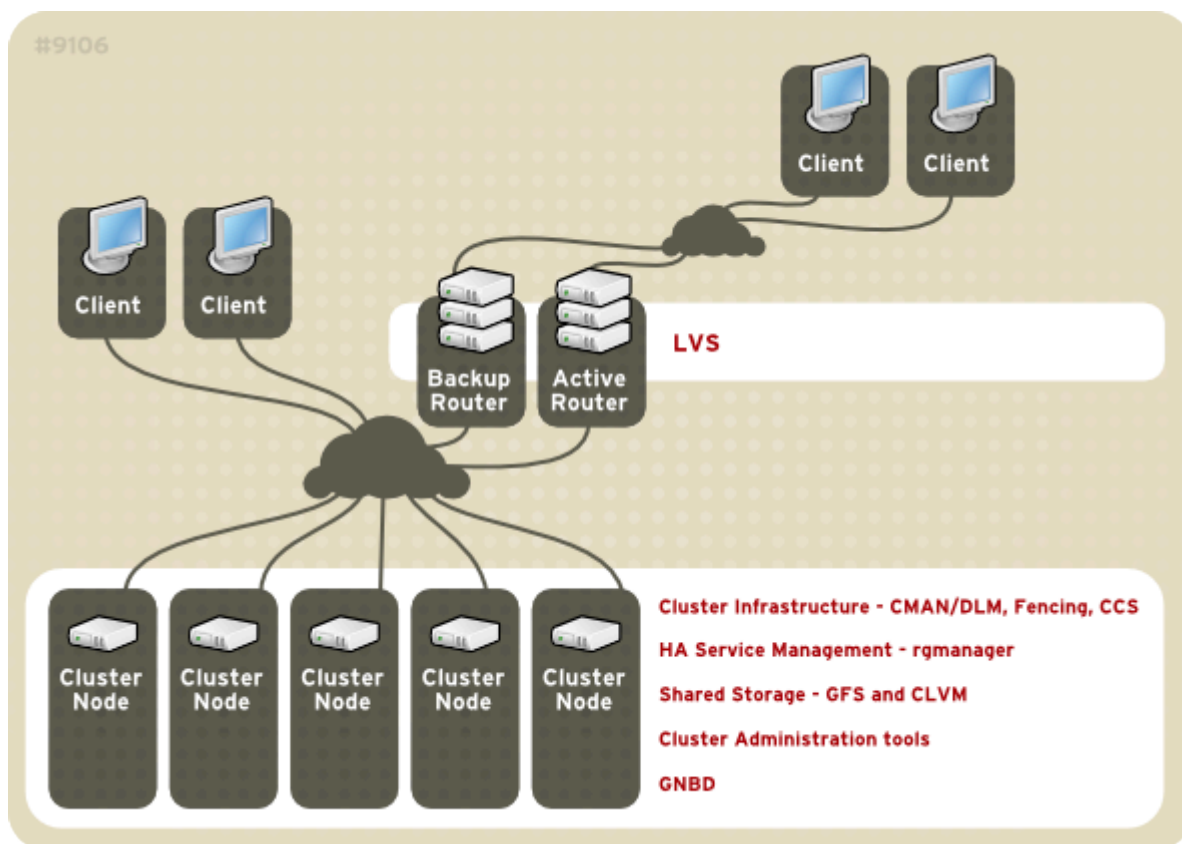 #9106
Client
Client
Client
Client
LVS
Backup
Router
Active
Router
Cluster
Node
Cluster
Node
Cluster
Node
Cluster
Node
Cluster
Node
Cluster Infrastructure - CMAN/DLM, Fencing, CCS
HA Service Management - rgmanager
Shared Storage - GFS and CLVM
Cluster Administration tools
GNBD